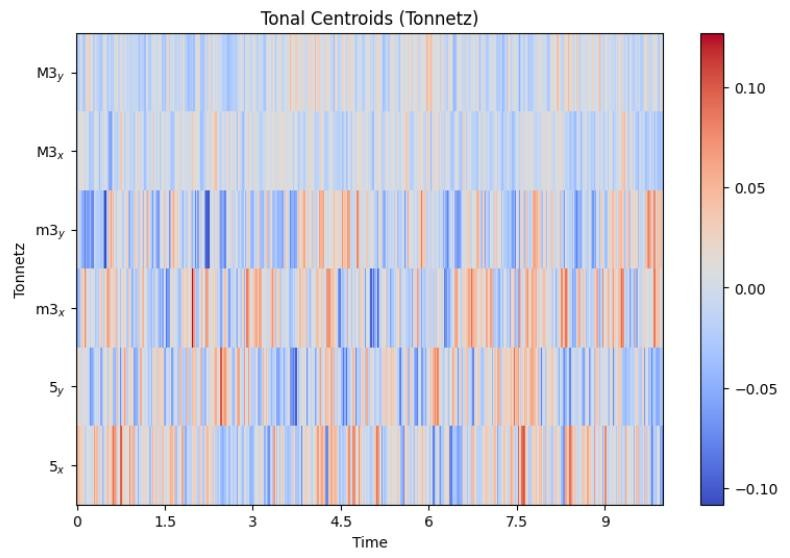 Tonal Centroids (Tonnetz)
M3y
M3x
m3y
m3x
5y
5x
Tonnetz
0 1.5 3 4.5 6 7.5 9
Time
0.10
0.05
0.00
−0.05
−0.10